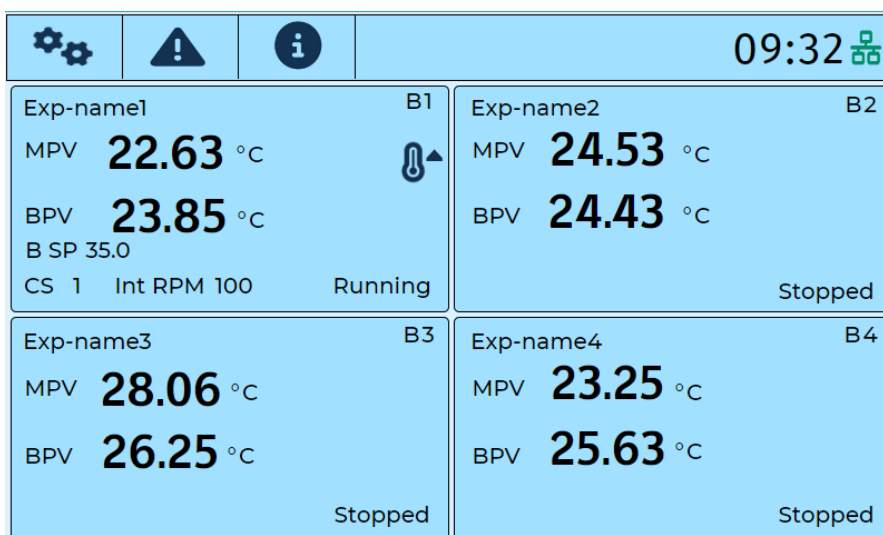 09:32
Exp-name1 B1
MPV 22.63 °C
BPV 23.85 °C
B SP 35.0
CS 1 Int RPM 100 Running
Exp-name2 B2
MPV 24.53 °C
BPV 24.43 °C
Stopped
Exp-name3 B3
MPV 28.06 °C
BPV 26.25 °C
Stopped
Exp-name4 B4
MPV 23.25 °C
BPV 25.63 °C
Stopped